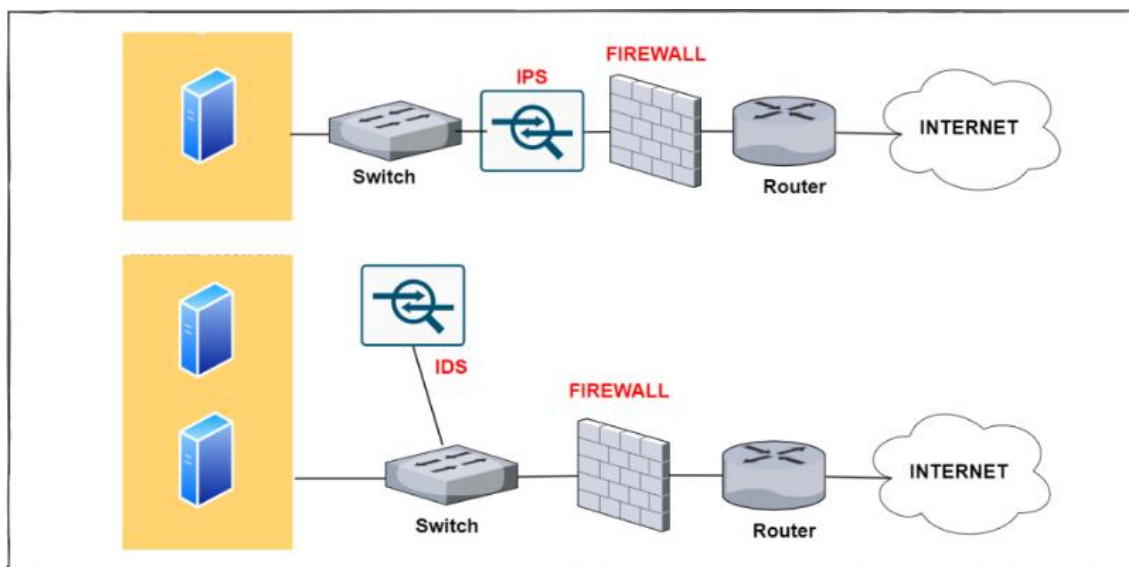 FIREWALL
IPS
INTERNET
Switch
Router
IDS
FIREWALL
INTERNET
Switch
Router